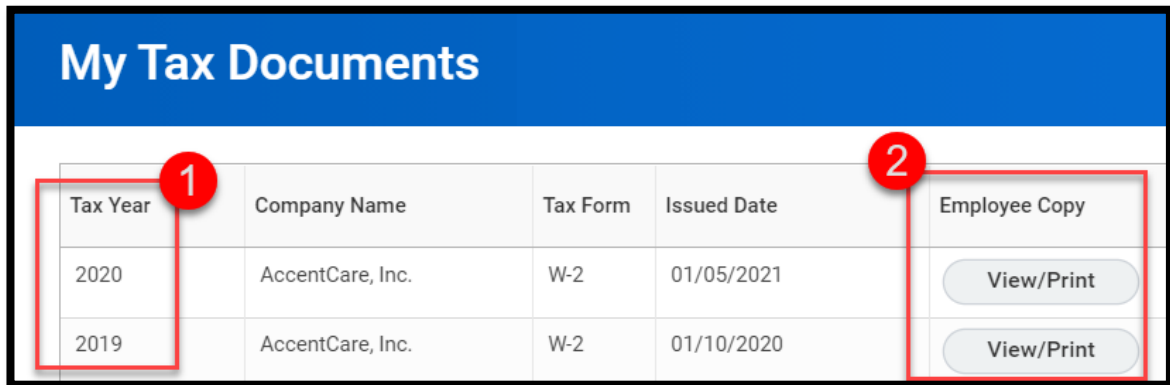 My Tax Documents
1 2
Tax Year Company Name Tax Form Issued Date Employee Copy
2020 AccentCare, Inc. W-2 01/05/2021 View/Print
2019 AccentCare, Inc. W-2 01/10/2020 View/Print